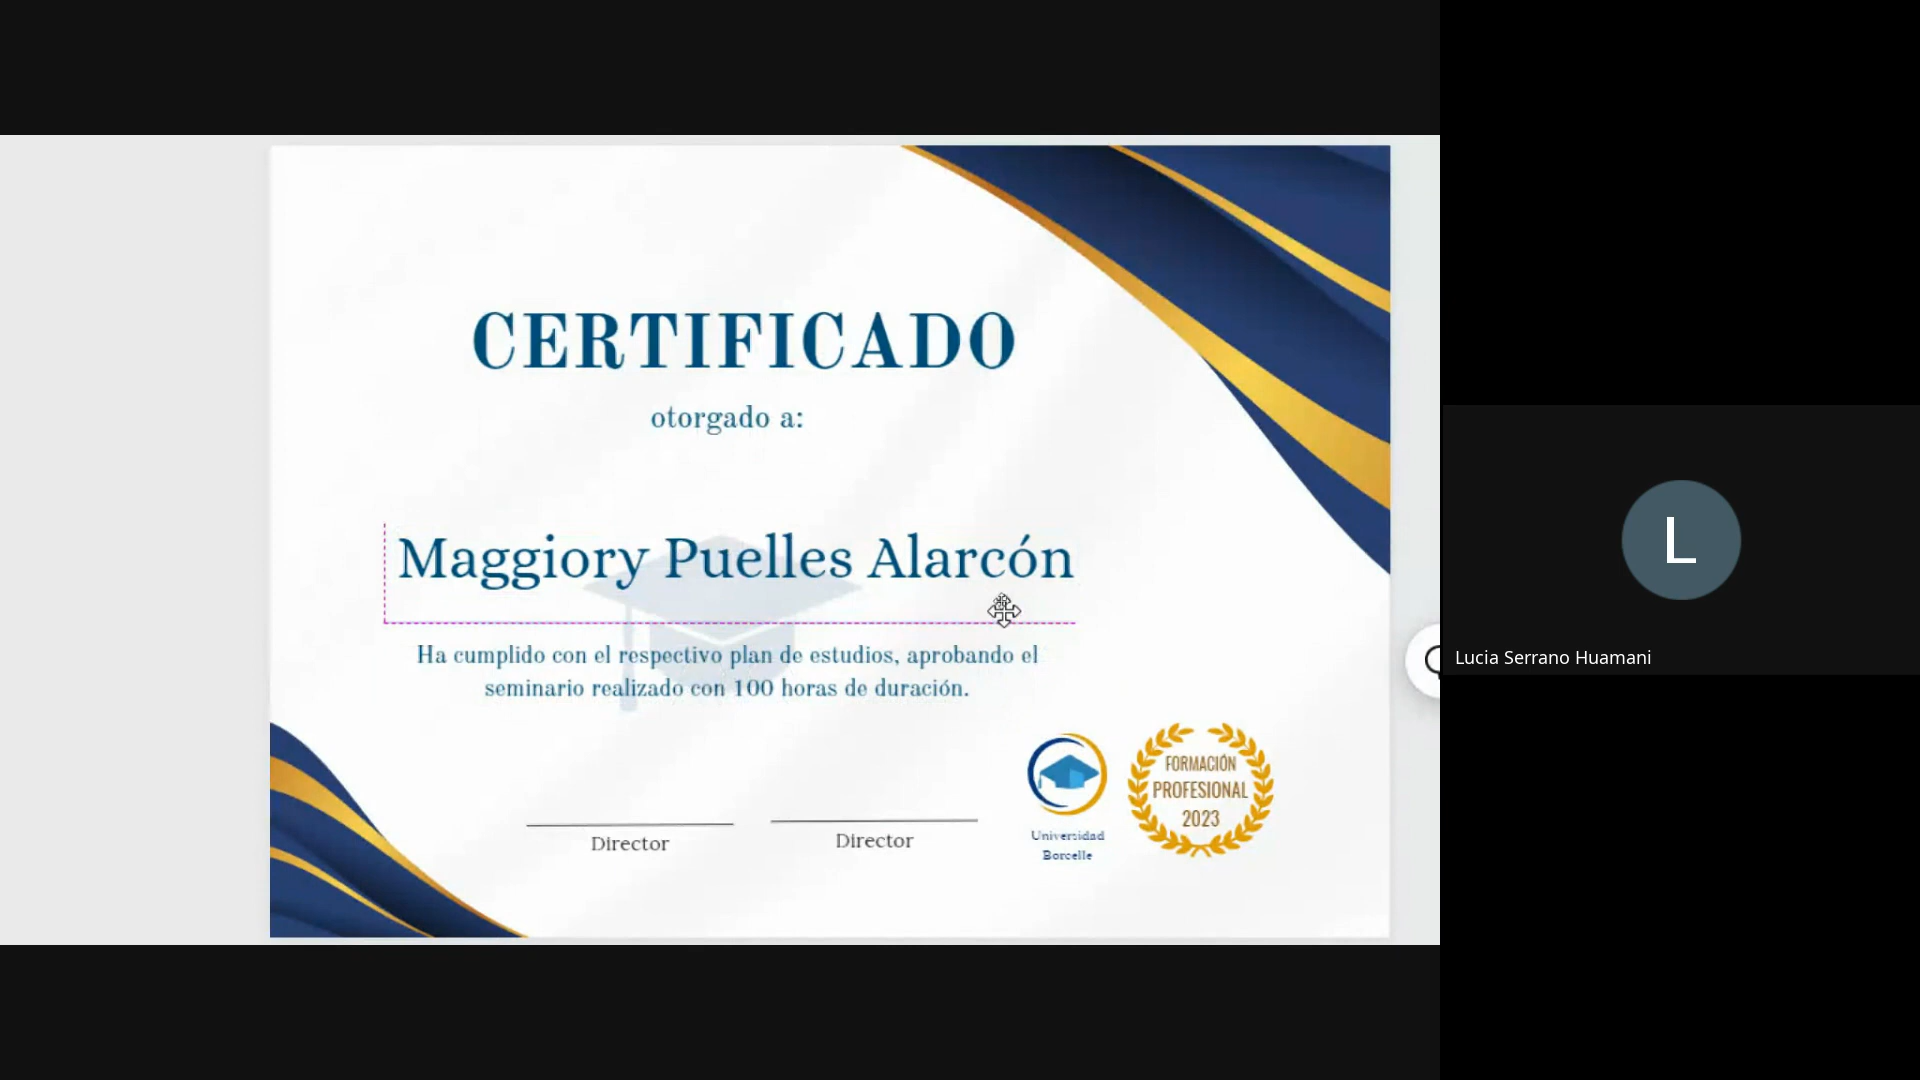 CERTIFICADO
otorgado a:
Maggiory Puelles Alarcón
Ha cumplido con el respectivo plan de estudios, aprobando el
seminario realizado con 100 horas de duración.
Director
Director
Universidad
Borcelle
FORMACIÓN
PROFESIONAL
2023
L
Lucia Serrano Huamani